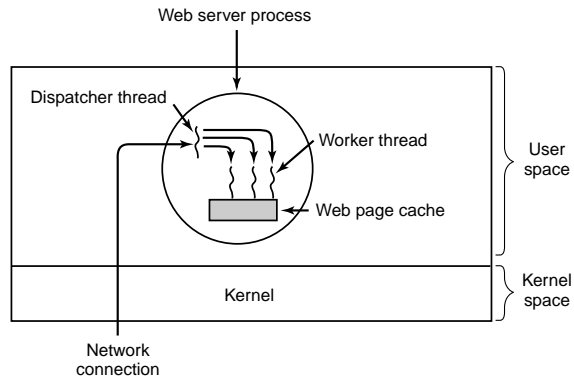 Web server process
Dispatcher thread
Worker thread
Web page cache
User
space
Kernel
Kernel
space
Network
connection